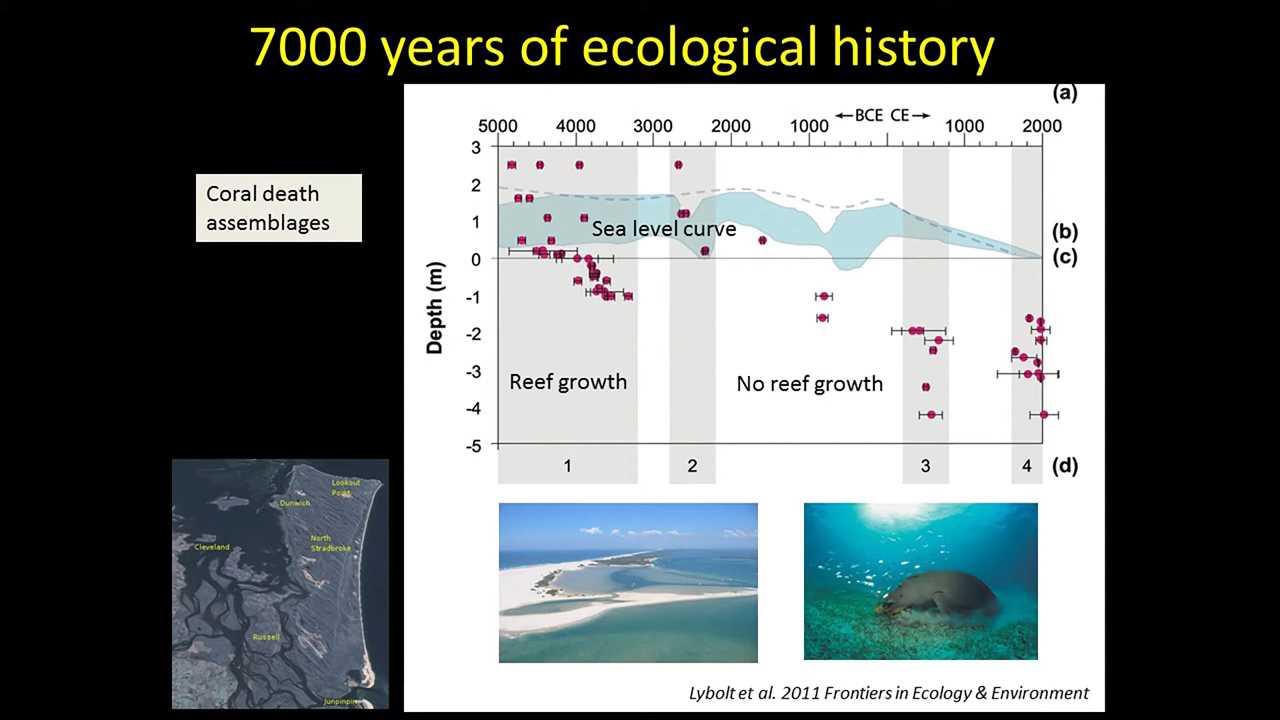 7000 years of ecological history
Coral death
assemblages
(a)
←BCE CE→
5000 4000 3000 2000 1000 1000 2000
3
2
1
0
-1
-2
-3
-4
-5
Depth (m)
Sea level curve
(b)
(c)
Reef growth
No reef growth
1 2 3 4 (d)
Lookout
Point
Dunwich
North
Stradbroke
Cleveland
Russell
Junpinpin
Lybolt et al. 2011 Frontiers in Ecology & Environment